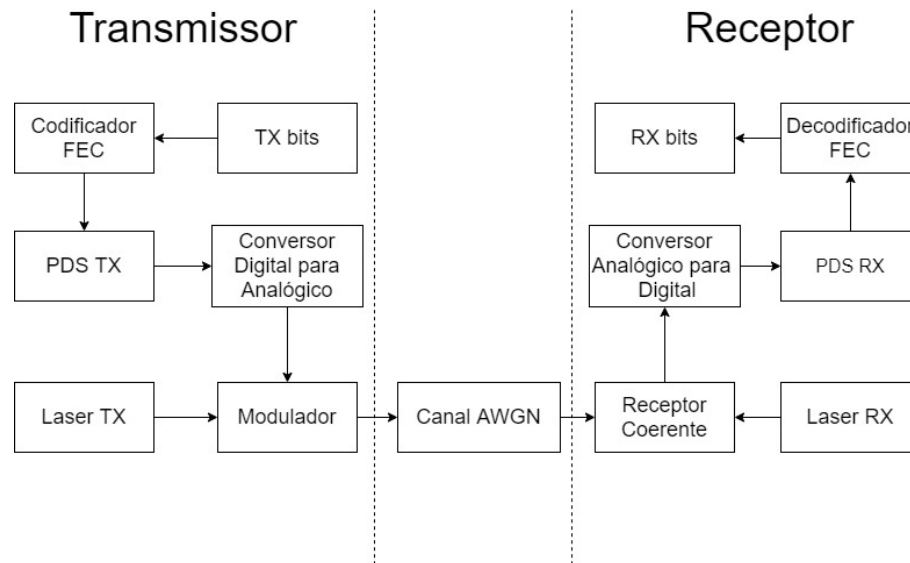 Transmissor
Receptor
Codificador
FEC
TX bits
RX bits
Decodificador
FEC
PDS TX
Conversor
Digital para
Analógico
Conversor
Analógico para
Digital
PDS RX
Laser TX
Modulador
Canal AWGN
Receptor
Coerente
Laser RX